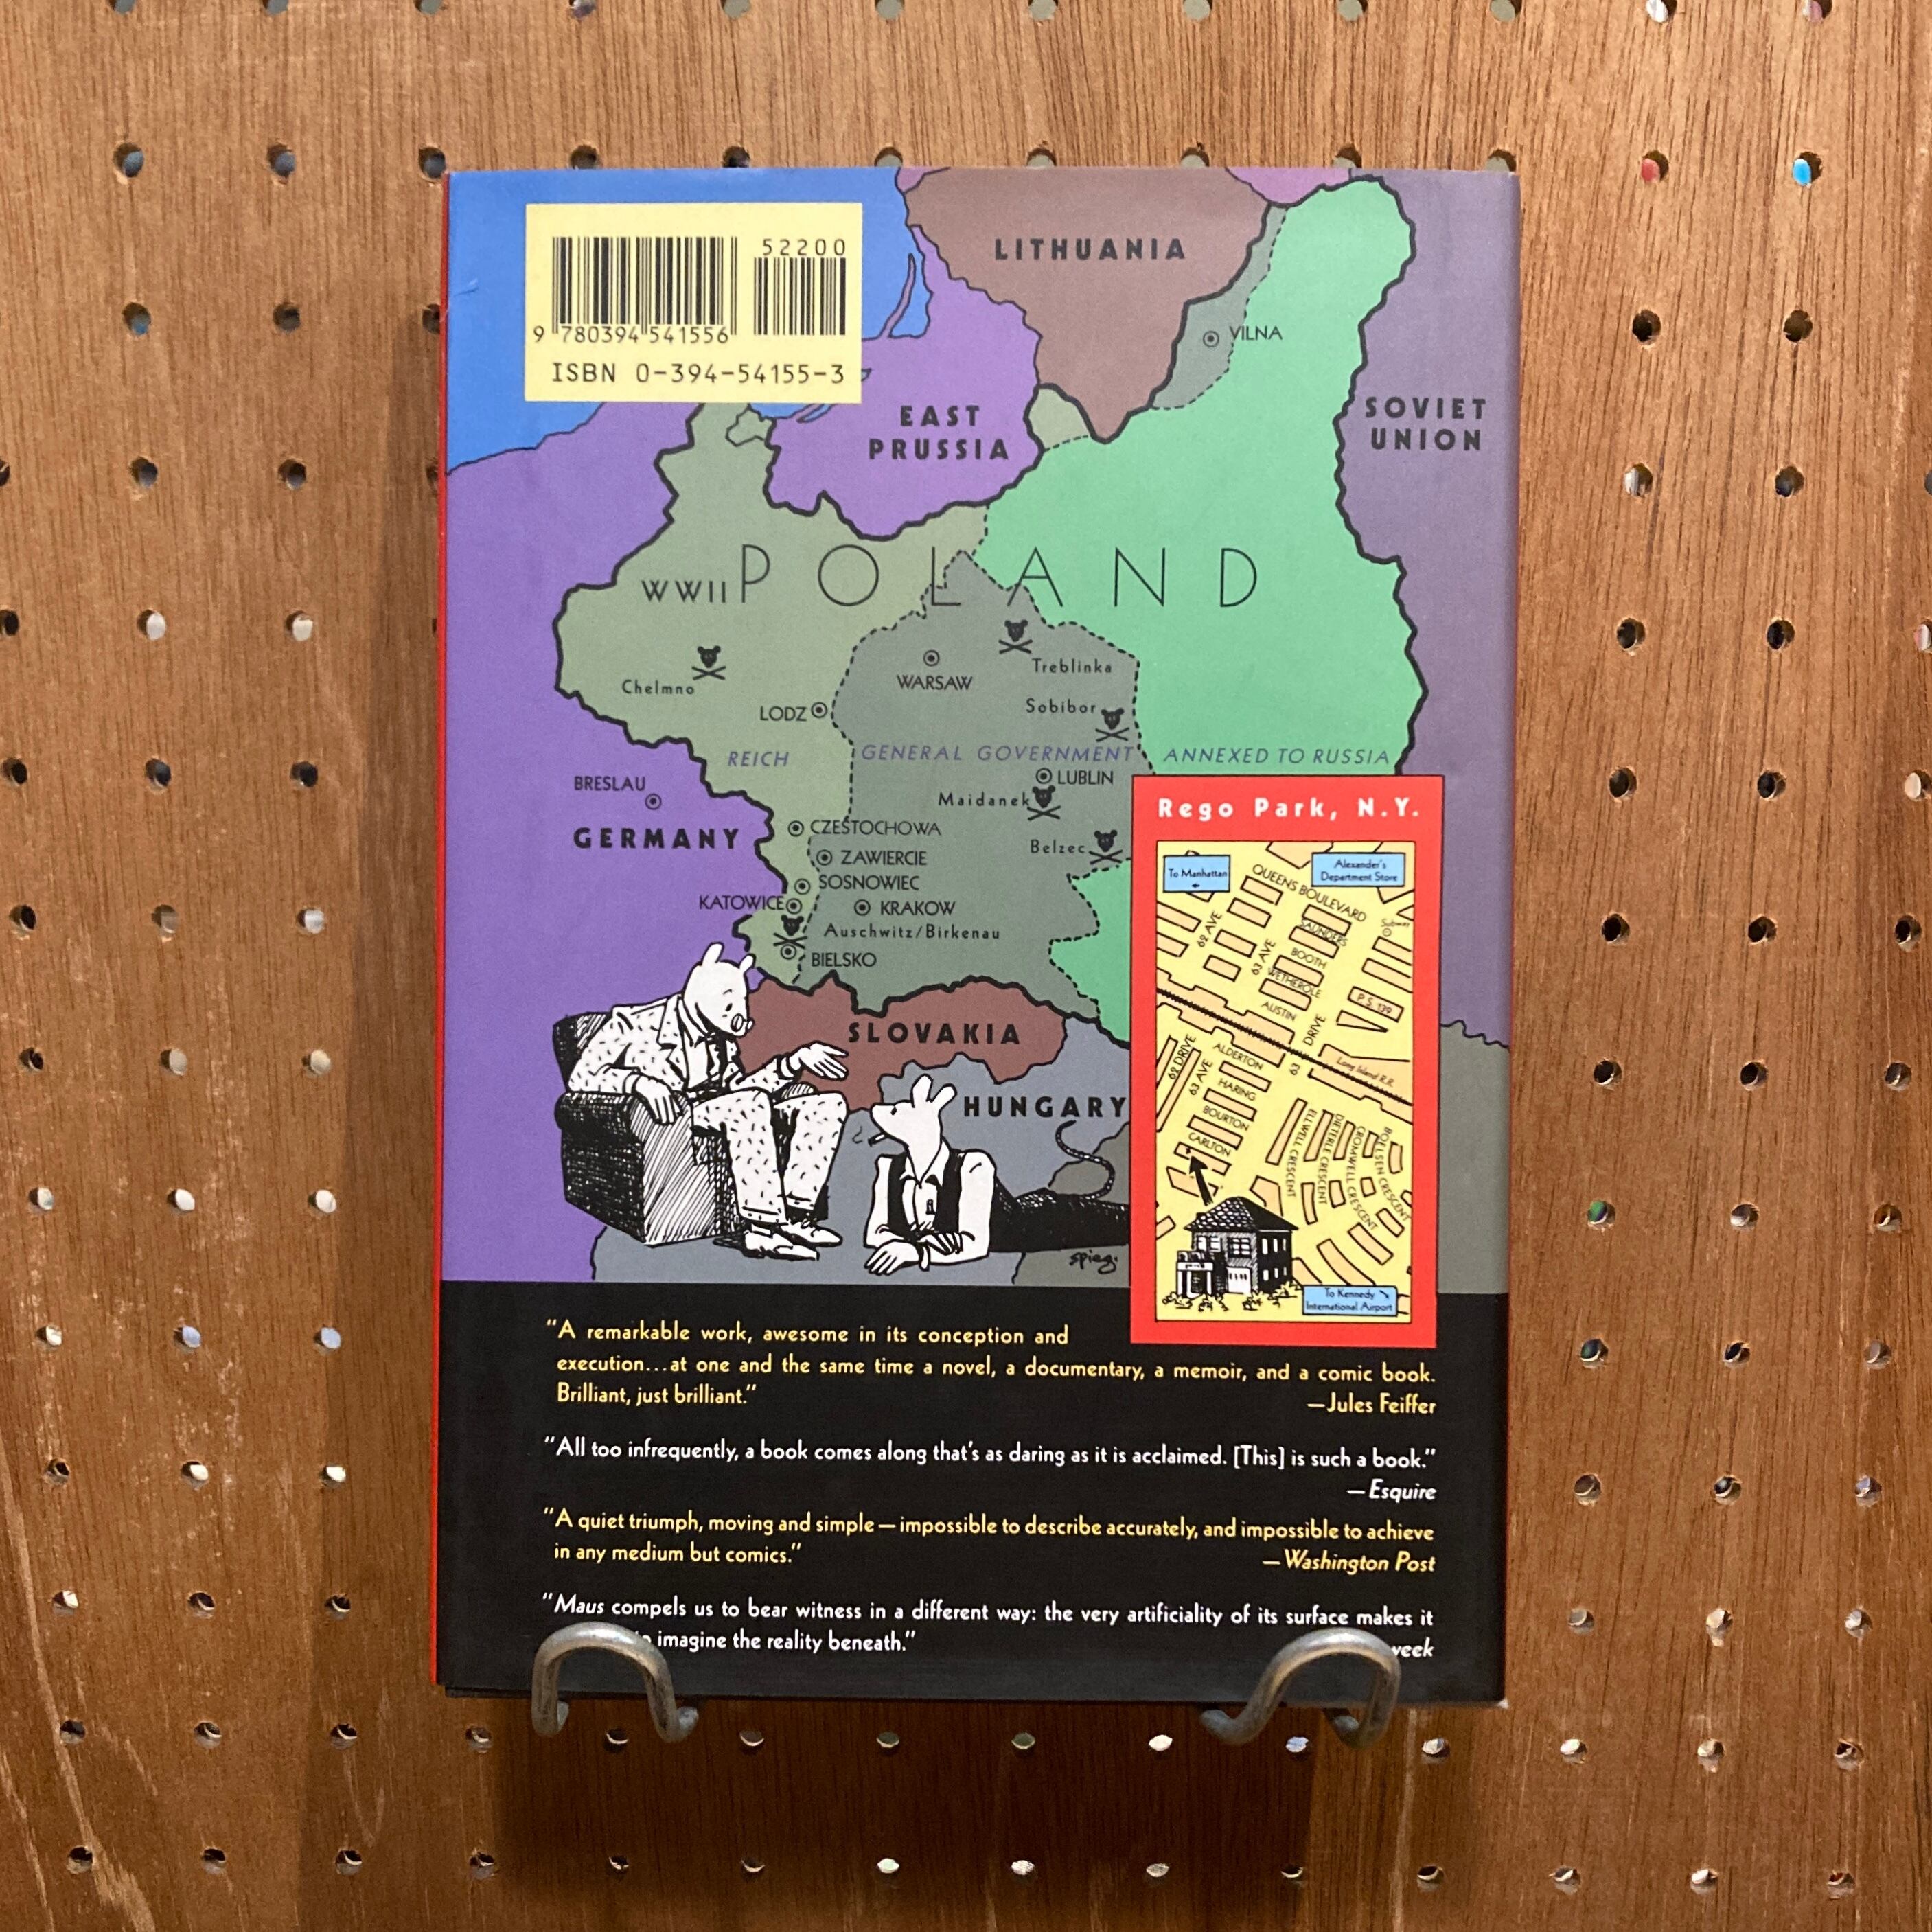 52200
9 780394 541556
ISBN 0-394-54155-3
LITHUANIA
VILNA
EAST
PRUSSIA
SOVIET
UNION
WWII POLAND
Treblinka
WARSAW
Chelmno
Sobibor
LODZ
REICH
GENERAL GOVERNMENT
ANNEXED TO RUSSIA
LUBLIN
BRESLAU
Maidanek
GERMANY
CZESTOCHOWA
Belzec
ZAWIERCIE
SOSNOWIEC
KATOWICE
KRAKOW
Auschwitz/Birkenau
BIELSKO
SLOVAKIA
HUNGARY
spieg.
Rego Park, N.Y.
To Manhattan
Alexander's
Department Store
QUEENS BOULEVARD
Subway
62 AVE
63 AVE
SAUNDERS
BOOTH
WETHEROLE
AUSTIN
P.S. 139
63 DRIVE
Long Island R.R.
62 DRIVE
63 AVE
ALDERTON
HARING
BOURTON
CARLTON
ELLWELL CRESCENT
DIETERLE CRESCENT
CROMWELL CRESCENT
BOELSEN CRESCENT
To Kennedy
International Airport
"A remarkable work, awesome in its conception and
execution...at one and the same time a novel, a documentary, a memoir, and a comic book.
Brilliant, just brilliant."
—Jules Feiffer
"All too infrequently, a book comes along that's as daring as it is acclaimed. [This] is such a book."
—Esquire
"A quiet triumph, moving and simple—impossible to describe accurately, and impossible to achieve
in any medium but comics."
—Washington Post
"Maus compels us to bear witness in a different way: the very artificiality of its surface makes it
imagine the reality beneath."